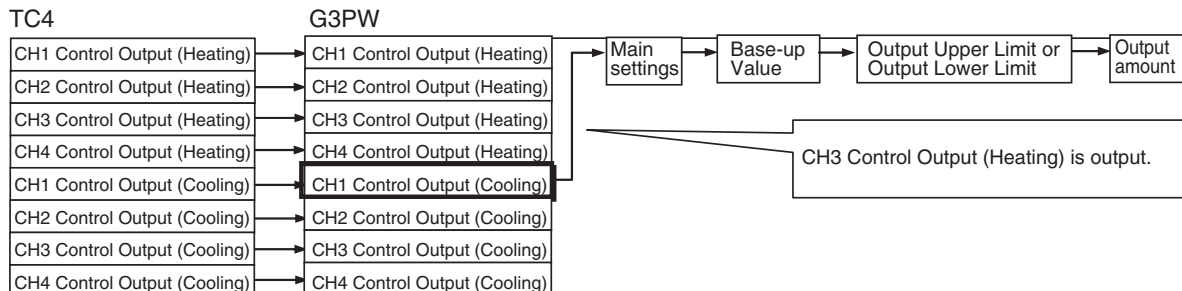 TC4
G3PW
CH1 Control Output (Heating)
CH2 Control Output (Heating)
CH3 Control Output (Heating)
CH4 Control Output (Heating)
CH1 Control Output (Cooling)
CH2 Control Output (Cooling)
CH3 Control Output (Cooling)
CH4 Control Output (Cooling)
CH1 Control Output (Heating)
CH2 Control Output (Heating)
CH3 Control Output (Heating)
CH4 Control Output (Heating)
CH1 Control Output (Cooling)
CH2 Control Output (Cooling)
CH3 Control Output (Cooling)
CH4 Control Output (Cooling)
Main
settings
Base-up
Value
Output Upper Limit or
Output Lower Limit
Output
amount
CH3 Control Output (Heating) is output.